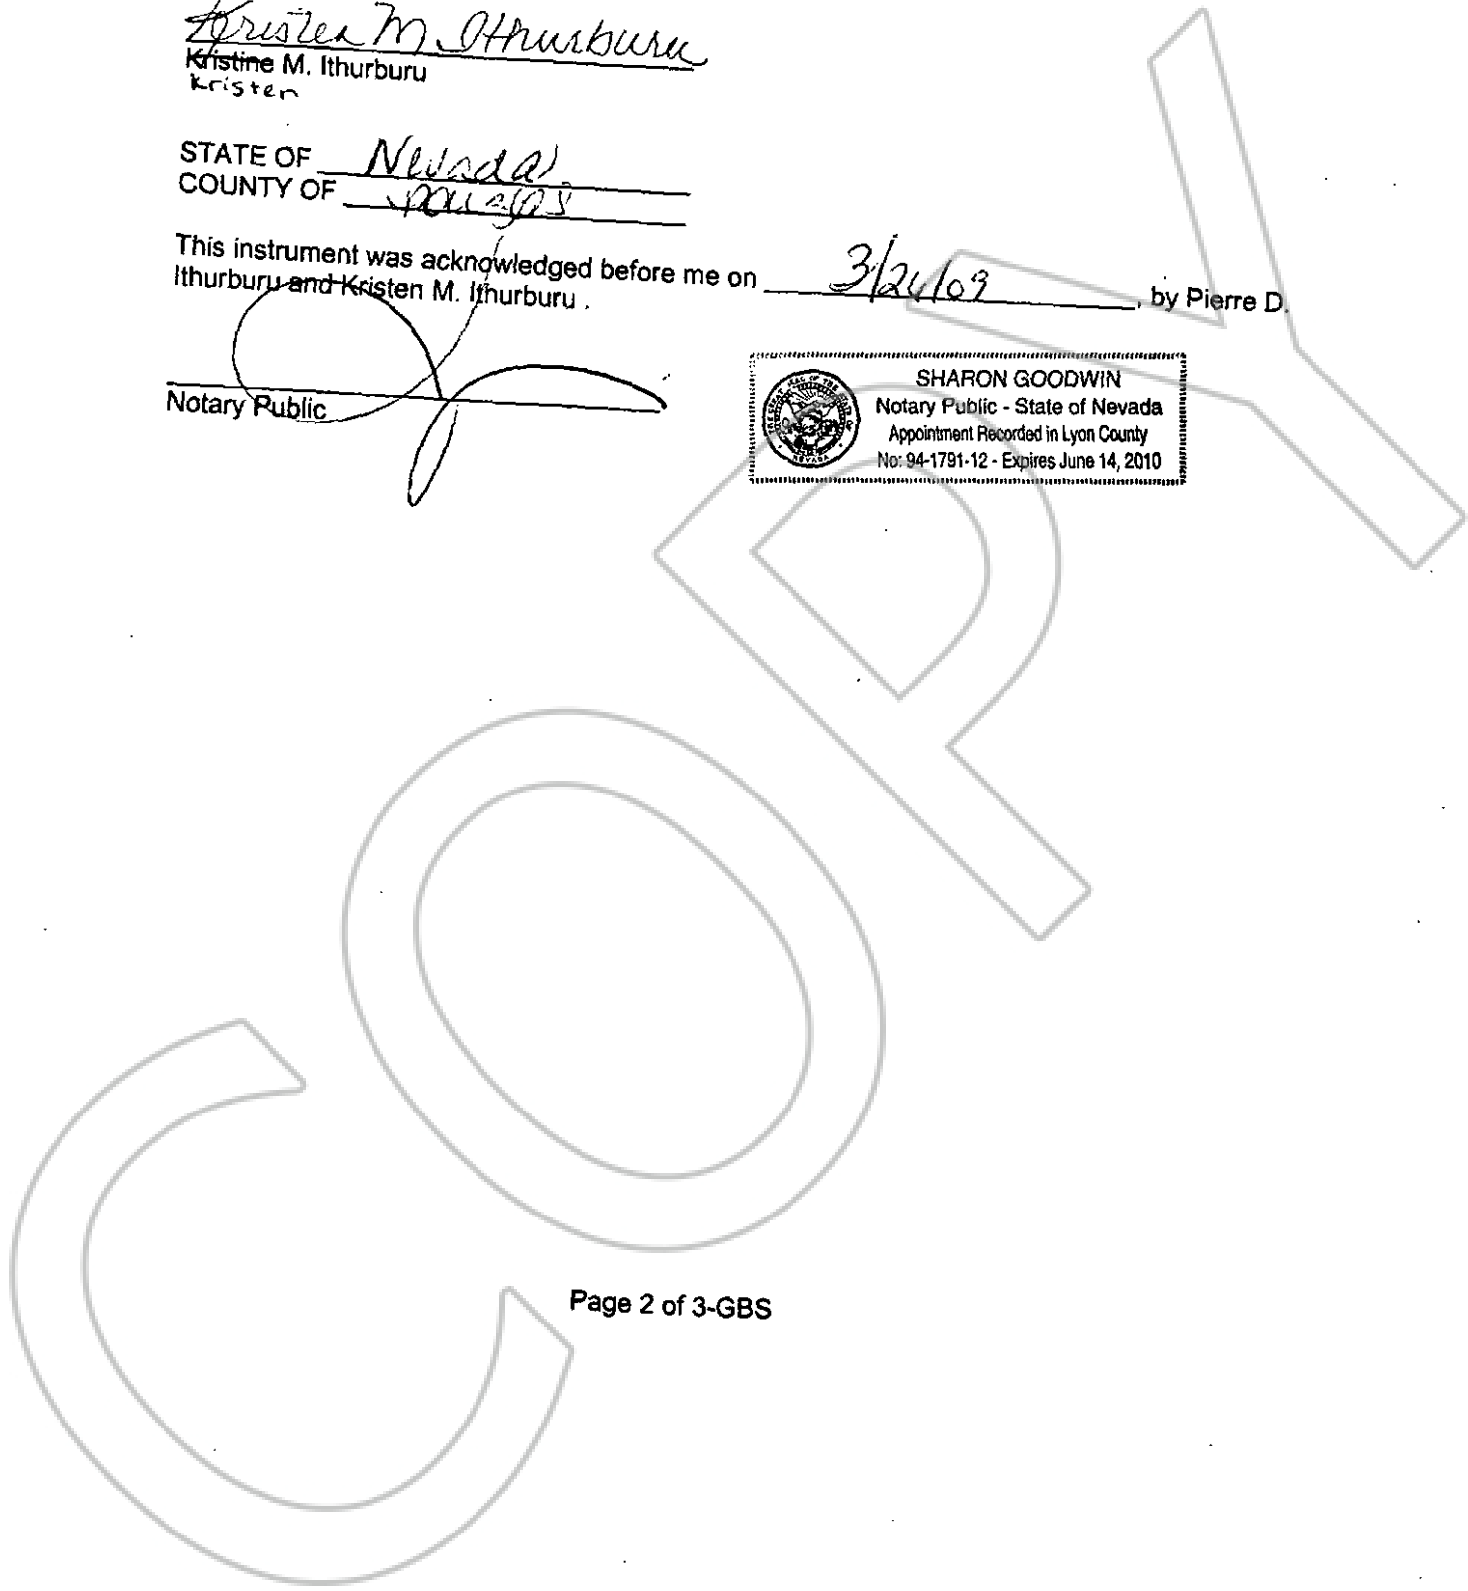 Kristen M. Ithurburu
Kristine M. Ithurburu
Kristen
STATE OF Nevada
COUNTY OF Douglas
This instrument was acknowledged before me on 3/26/09, by Pierre D.
Ithurburu and Kristen M. Ithurburu .
Notary Public
SHARON GOODWIN
Notary Public - State of Nevada
Appointment Recorded in Lyon County
No: 94-1791-12 - Expires June 14, 2010
COPY
Page 2 of 3-GBS